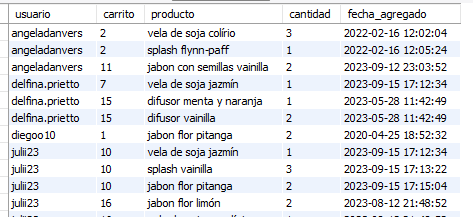 usuario carrito producto cantidad fecha_agregado
angeladanvers 2 vela de soja colírio 3 2022-02-16 12:02:04
angeladanvers 2 splash flynn-paff 1 2022-02-16 12:05:24
angeladanvers 11 jabon con semillas vainilla 2 2023-09-12 23:03:52
delfina.prietto 7 vela de soja jazmín 1 2023-09-15 17:12:34
delfina.prietto 15 difusor menta y naranja 1 2023-05-28 11:42:49
delfina.prietto 15 difusor vainilla 2 2023-05-28 11:42:49
diegoo10 1 jabon flor pitanga 2 2020-04-25 18:52:32
julii23 10 vela de soja jazmín 1 2023-09-15 17:12:34
julii23 10 splash vainilla 3 2023-09-15 17:13:22
julii23 10 jabon flor pitanga 2 2023-09-15 17:15:04
julii23 16 jabon flor limón 2 2023-08-12 21:48:52